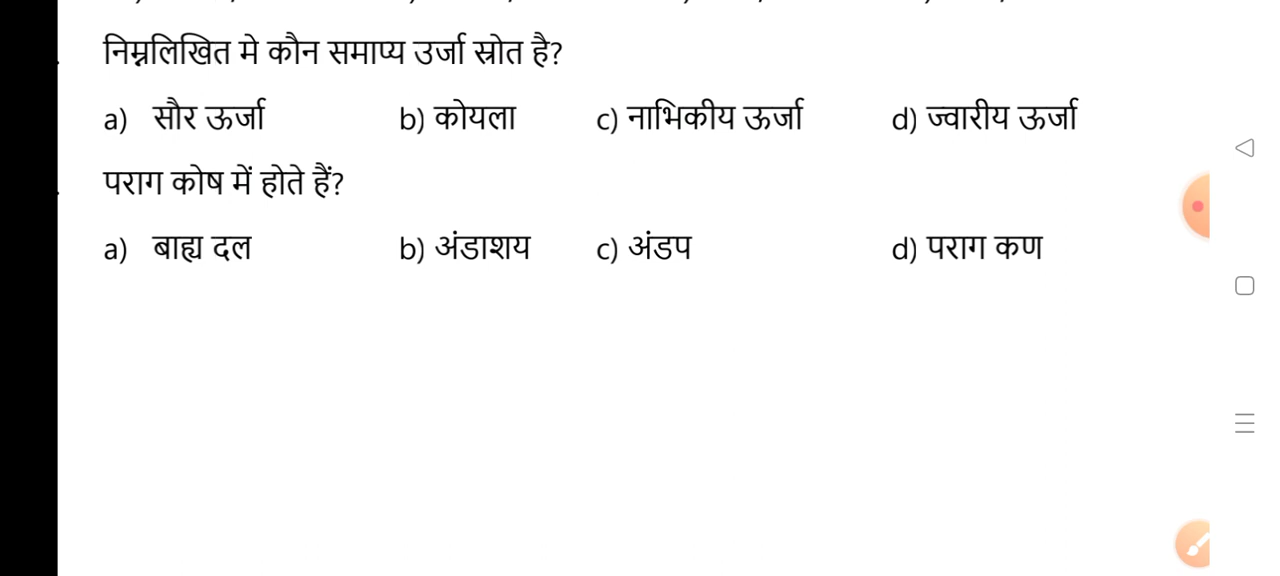 निम्नलिखित मे कौन समाप्य उर्जा स्रोत है?
a) सौर ऊर्जा b) कोयला c) नाभिकीय ऊर्जा d) ज्वारीय ऊर्जा
पराग कोष में होते हैं?
a) बाह्य दल b) अंडाशय c) अंडप d) पराग कण